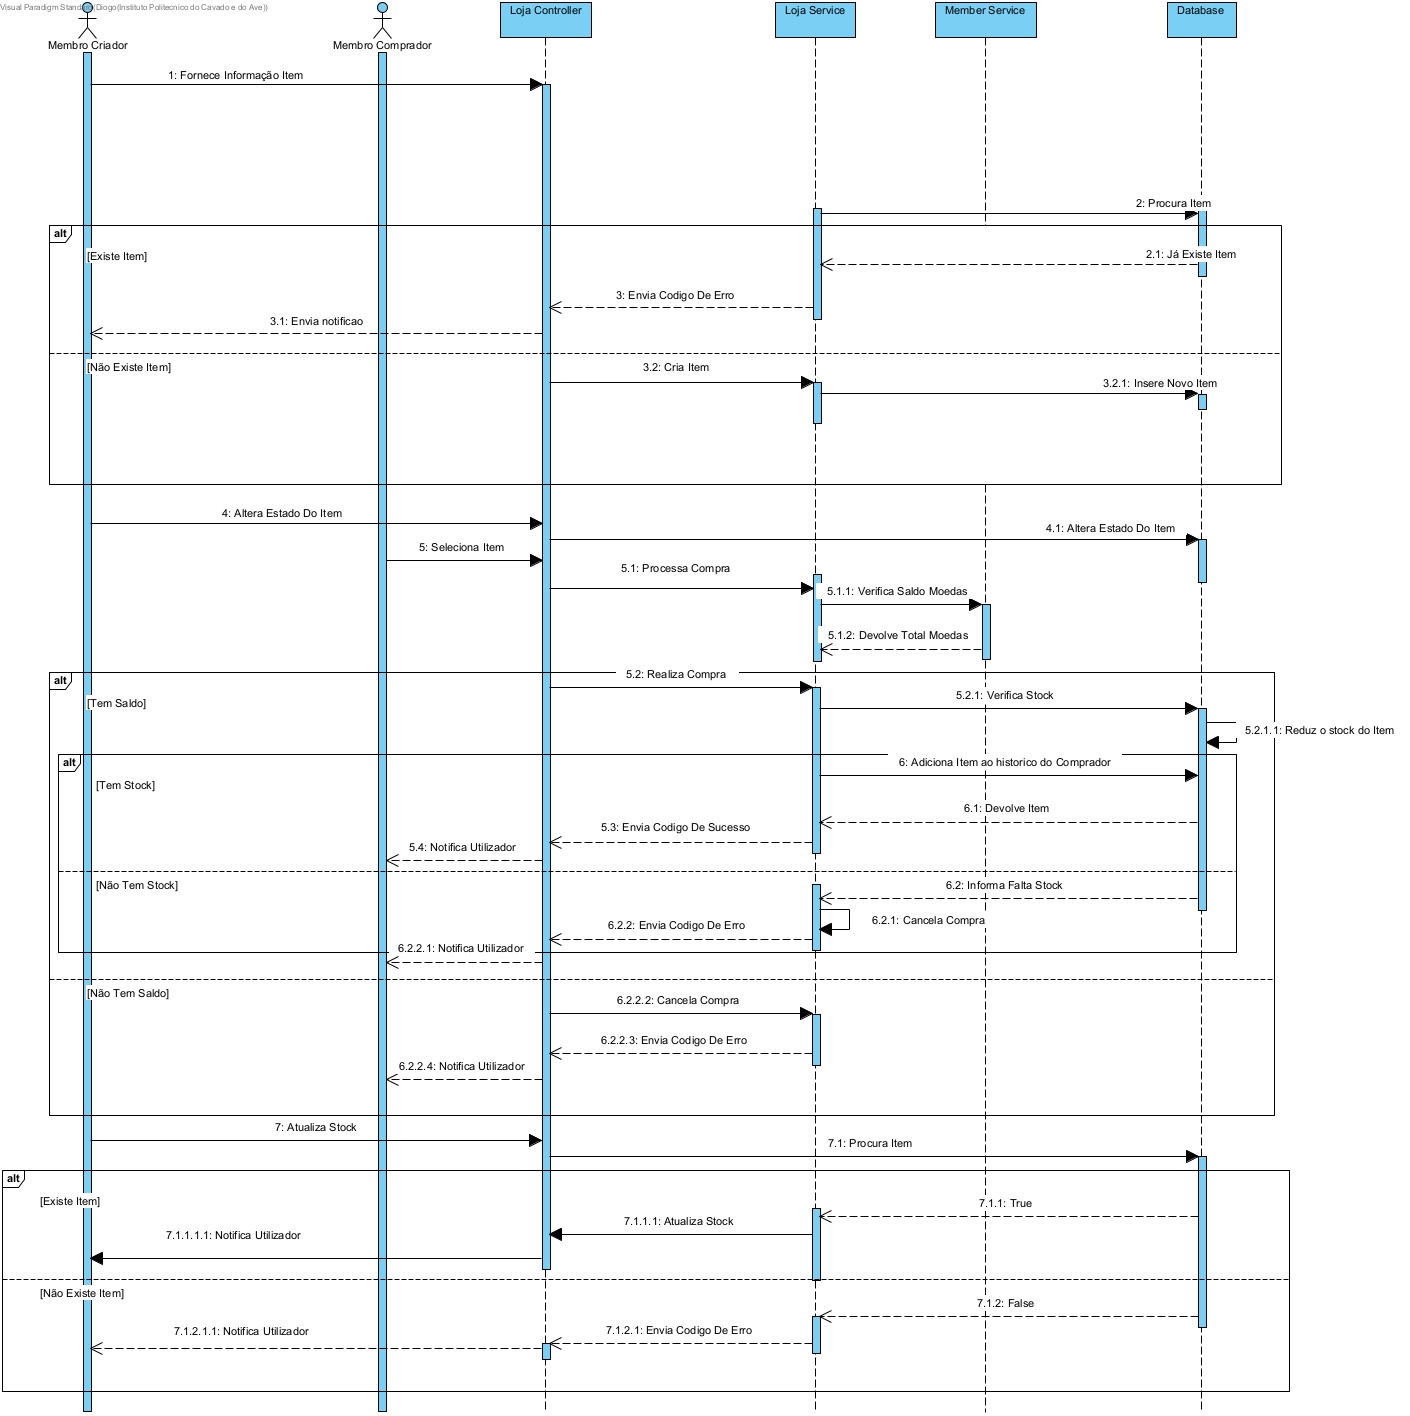 Visual Paradigm Standard(Diogo(Instituto Politecnico do Cavado e do Ave))
Membro Criador
Membro Comprador
Loja Controller
Loja Service
Member Service
Database
1: Fornece Informação Item
2: Procura Item
alt
[Existe Item]
2.1: Já Existe Item
3: Envia Codigo De Erro
3.1: Envia notificao
[Não Existe Item]
3.2: Cria Item
3.2.1: Insere Novo Item
4: Altera Estado Do Item
4.1: Altera Estado Do Item
5: Seleciona Item
5.1: Processa Compra
5.1.1: Verifica Saldo Moedas
5.1.2: Devolve Total Moedas
alt
5.2: Realiza Compra
[Tem Saldo]
5.2.1: Verifica Stock
5.2.1.1: Reduz o stock do Item
alt
6: Adiciona Item ao historico do Comprador
[Tem Stock]
6.1: Devolve Item
5.3: Envia Codigo De Sucesso
5.4: Notifica Utilizador
[Não Tem Stock]
6.2: Informa Falta Stock
6.2.1: Cancela Compra
6.2.2: Envia Codigo De Erro
6.2.2.1: Notifica Utilizador
[Não Tem Saldo]
6.2.2.2: Cancela Compra
6.2.2.3: Envia Codigo De Erro
6.2.2.4: Notifica Utilizador
7: Atualiza Stock
7.1: Procura Item
alt
[Existe Item]
7.1.1: True
7.1.1.1: Atualiza Stock
7.1.1.1.1: Notifica Utilizador
[Não Existe Item]
7.1.2: False
7.1.2.1: Envia Codigo De Erro
7.1.2.1.1: Notifica Utilizador